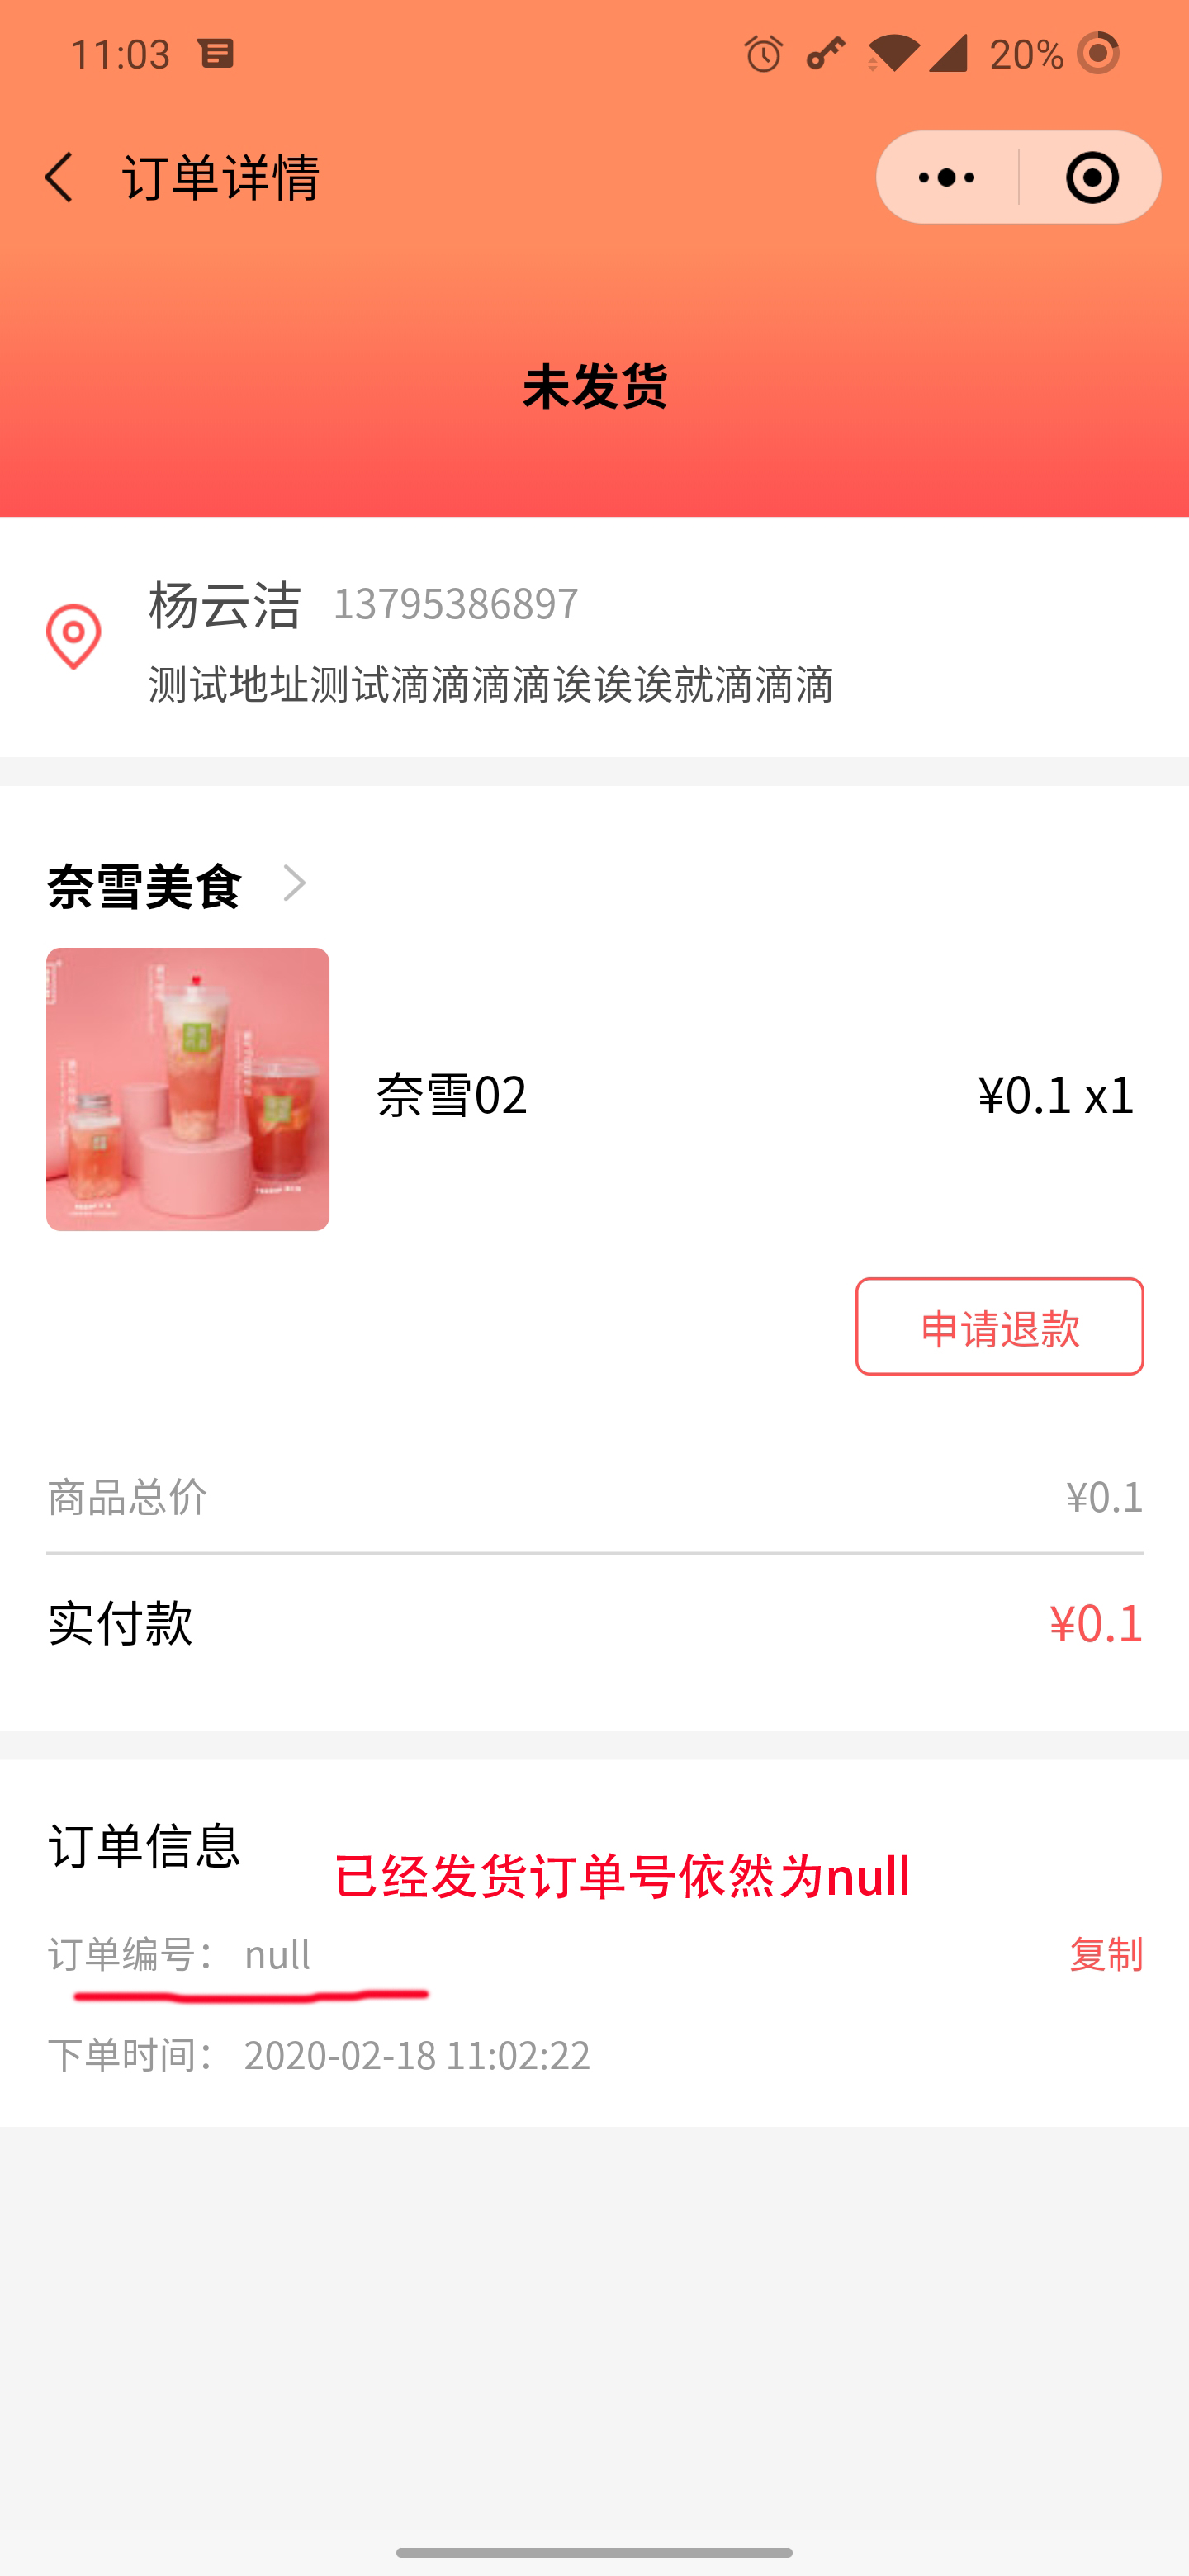 11:03
20%
订单详情
未发货
杨云洁 13795386897
测试地址测试滴滴滴滴诶诶诶就滴滴滴
奈雪美食
奈雪02
¥0.1 x1
申请退款
商品总价
¥0.1
实付款
¥0.1
订单信息
已经发货订单号依然为null
订单编号： null
复制
下单时间： 2020-02-18 11:02:22